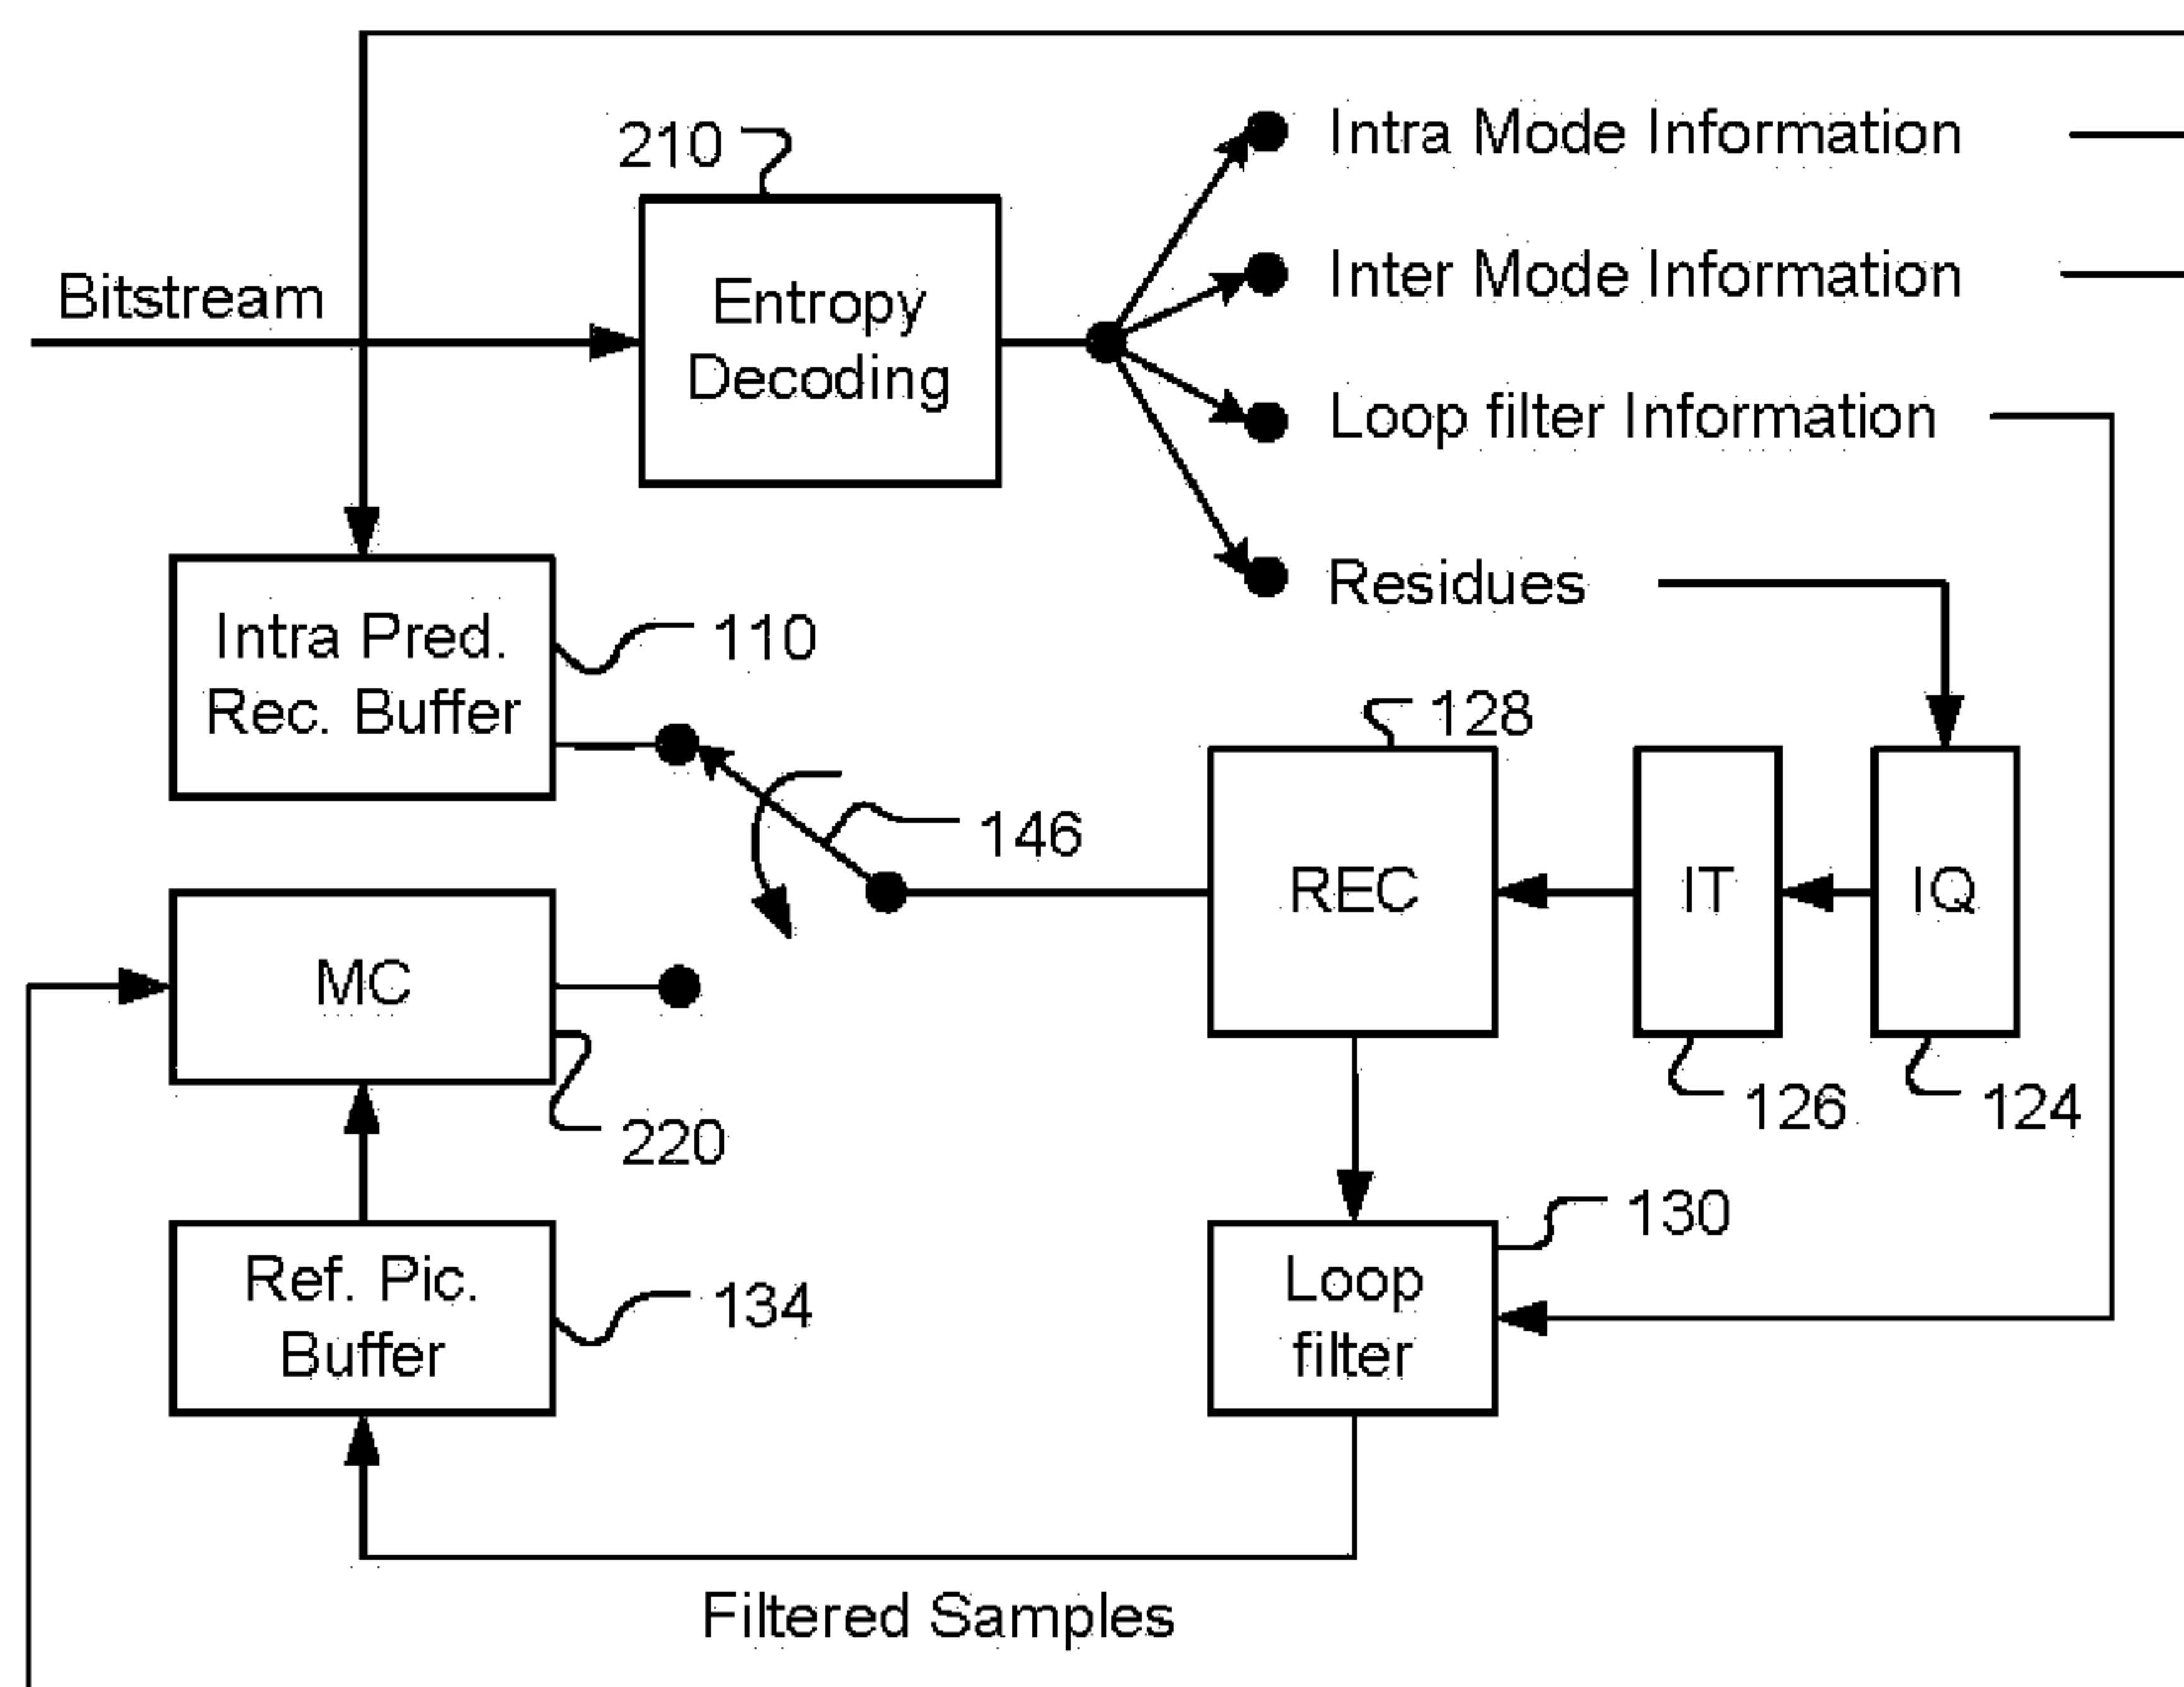 210
Intra Mode Information
Bitstream
Entropy
Decoding
Inter Mode Information
Loop filter Information
Residues
Intra Pred.
Rec. Buffer
110
128
146
REC
IT
IQ
MC
126
124
220
130
Ref. Pic.
Buffer
134
Loop
filter
Filtered Samples